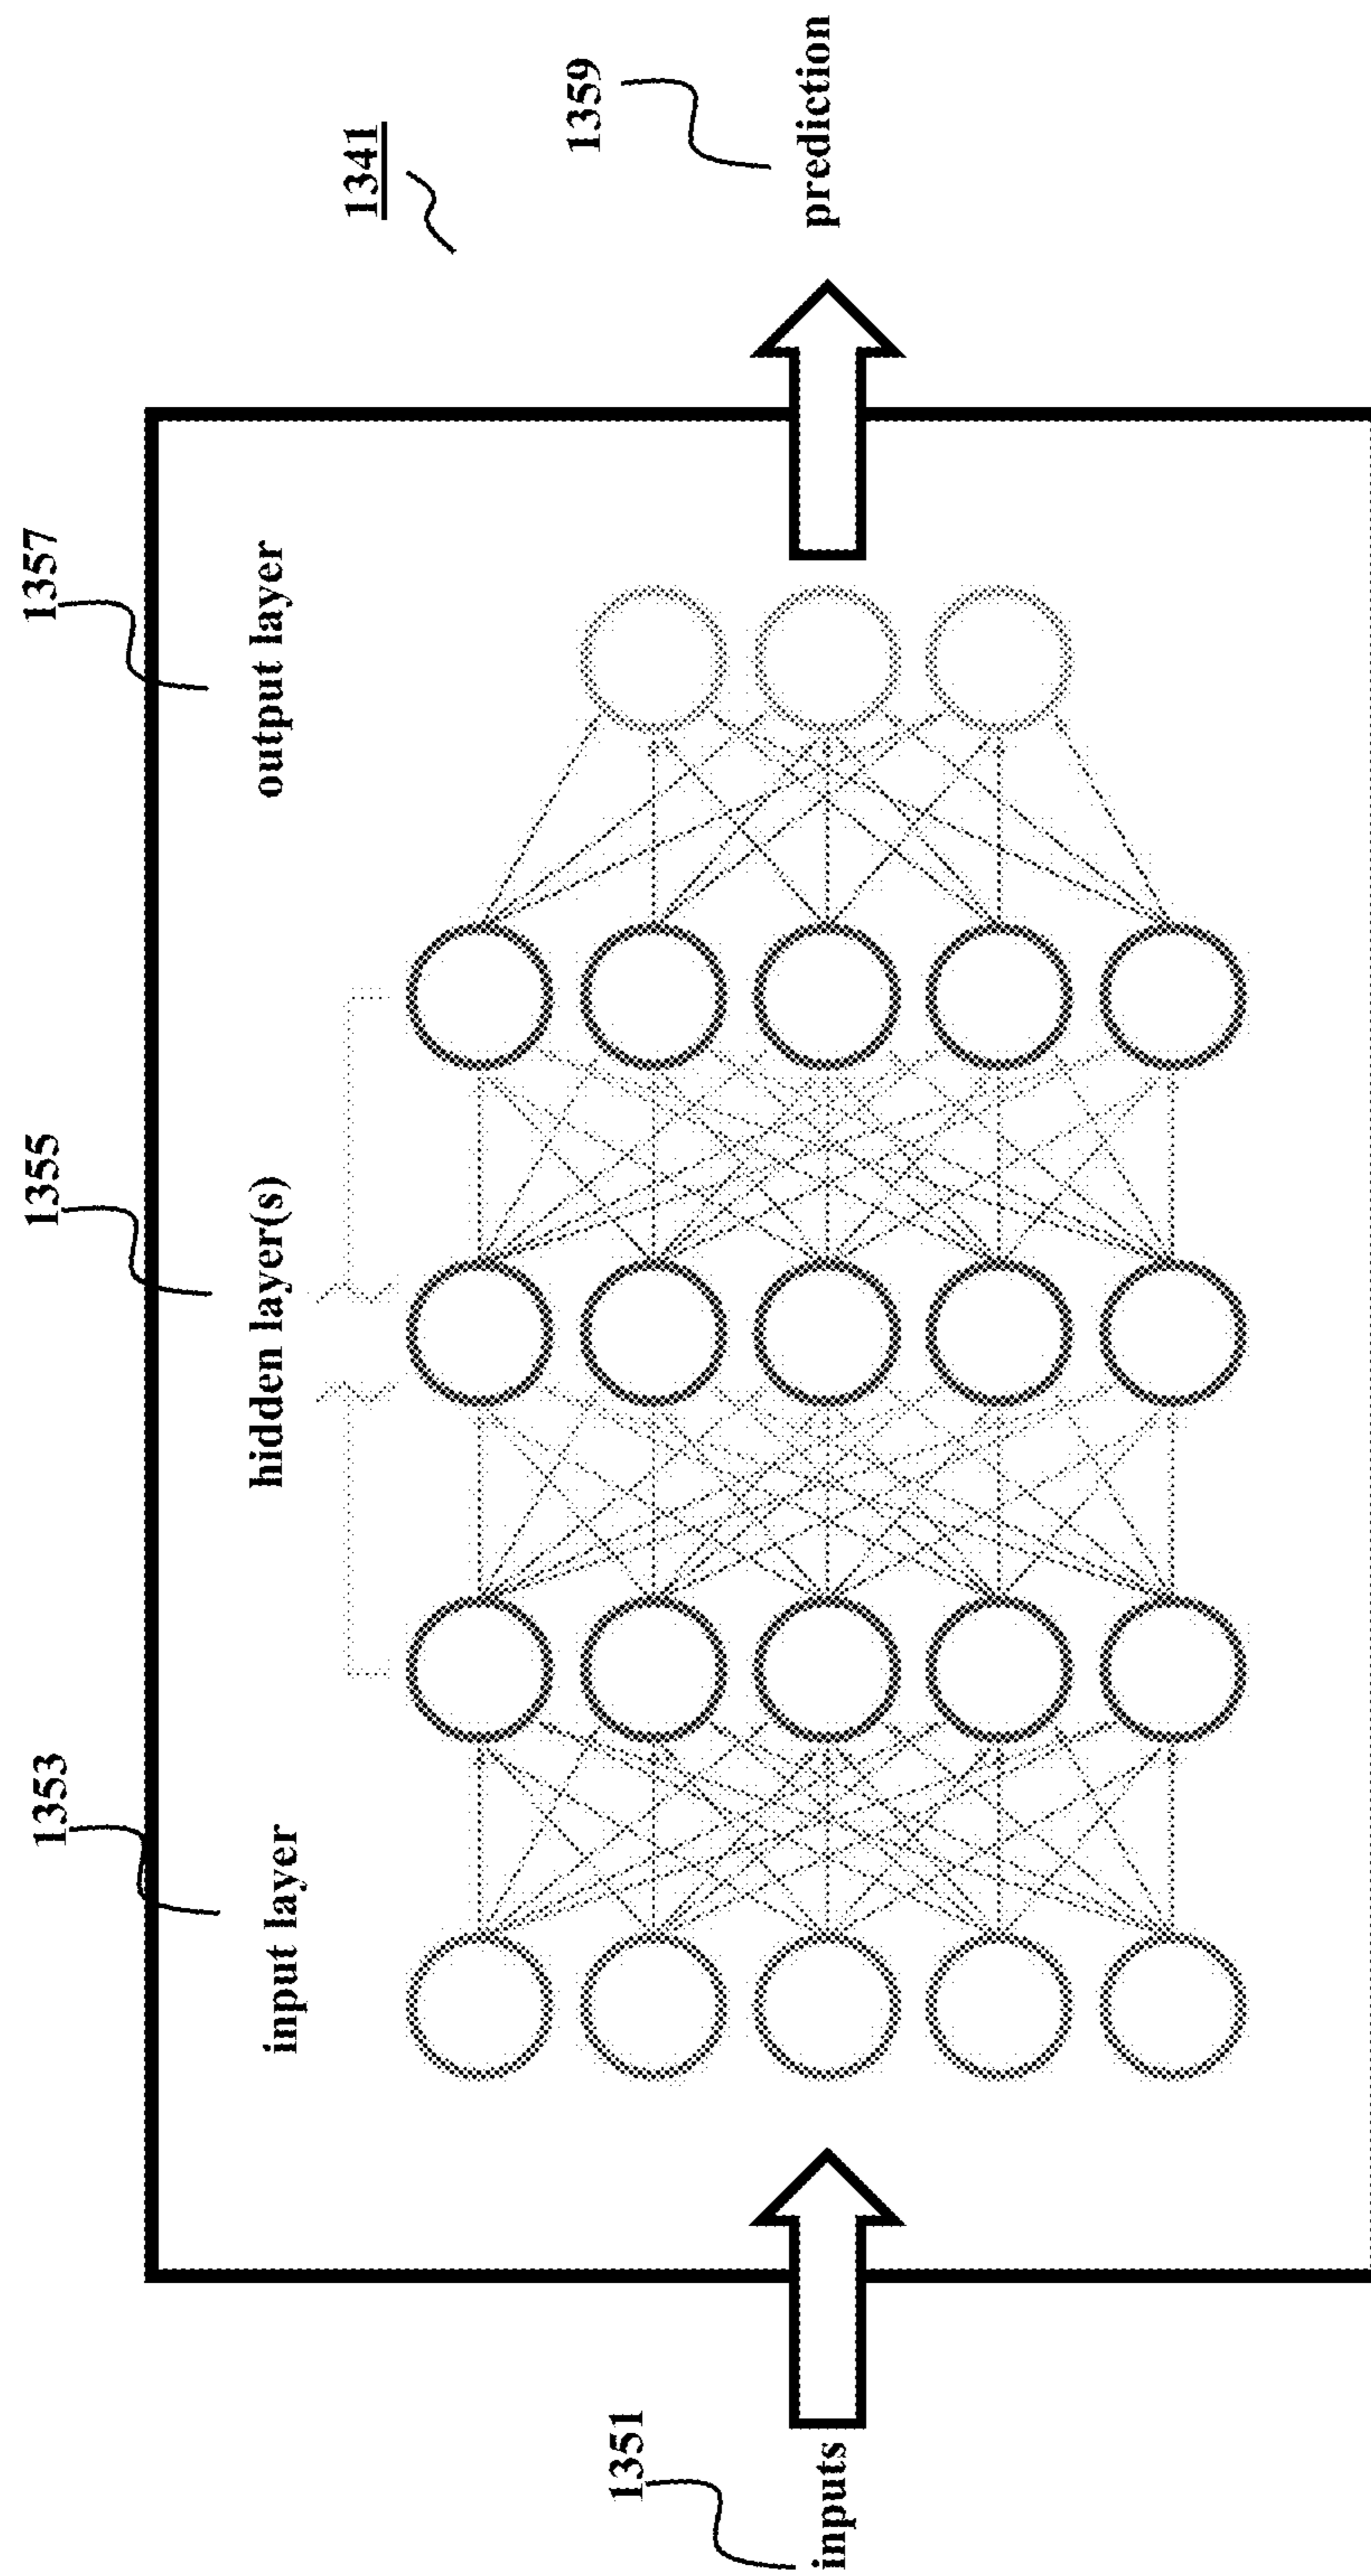 1353
1355
1357
input layer
hidden layer(s)
output layer
1341
1351
inputs
1359
prediction